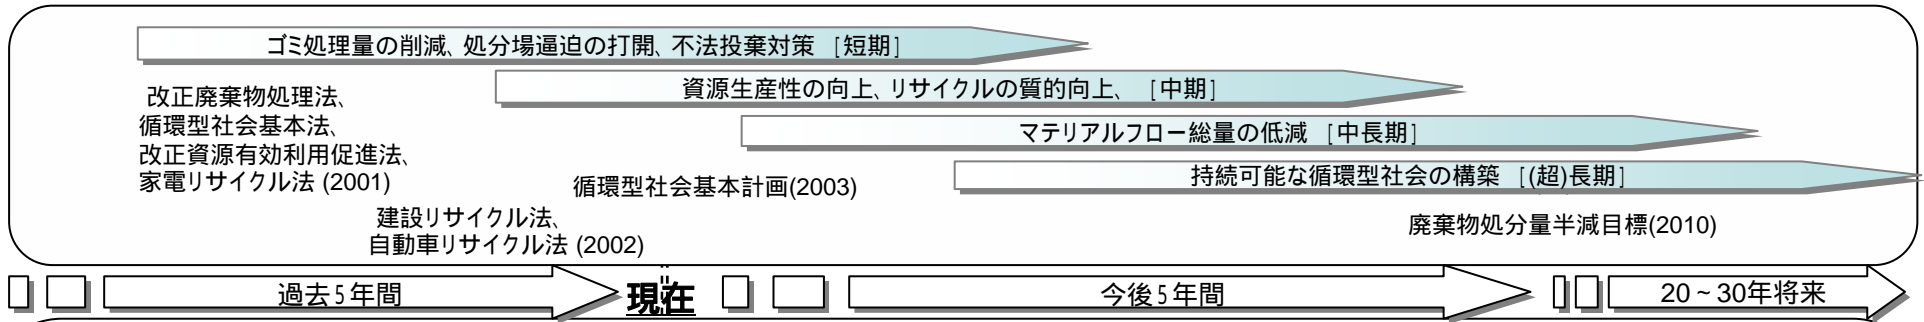 ゴミ処理量の削減、処分場逼迫の打開、不法投棄対策 [短期]
資源生産性の向上、リサイクルの質的向上、 [中期]
マテリアルフロー総量の低減 [中長期]
持続可能な循環型社会の構築 [(超)長期]
改正廃棄物処理法、
循環型社会基本法、
改正資源有効利用促進法、
家電リサイクル法 (2001)
循環型社会基本計画(2003)
建設リサイクル法、
自動車リサイクル法 (2002)
廃棄物処分量半減目標(2010)
過去5年間
現在
今後5年間
20~30年将来